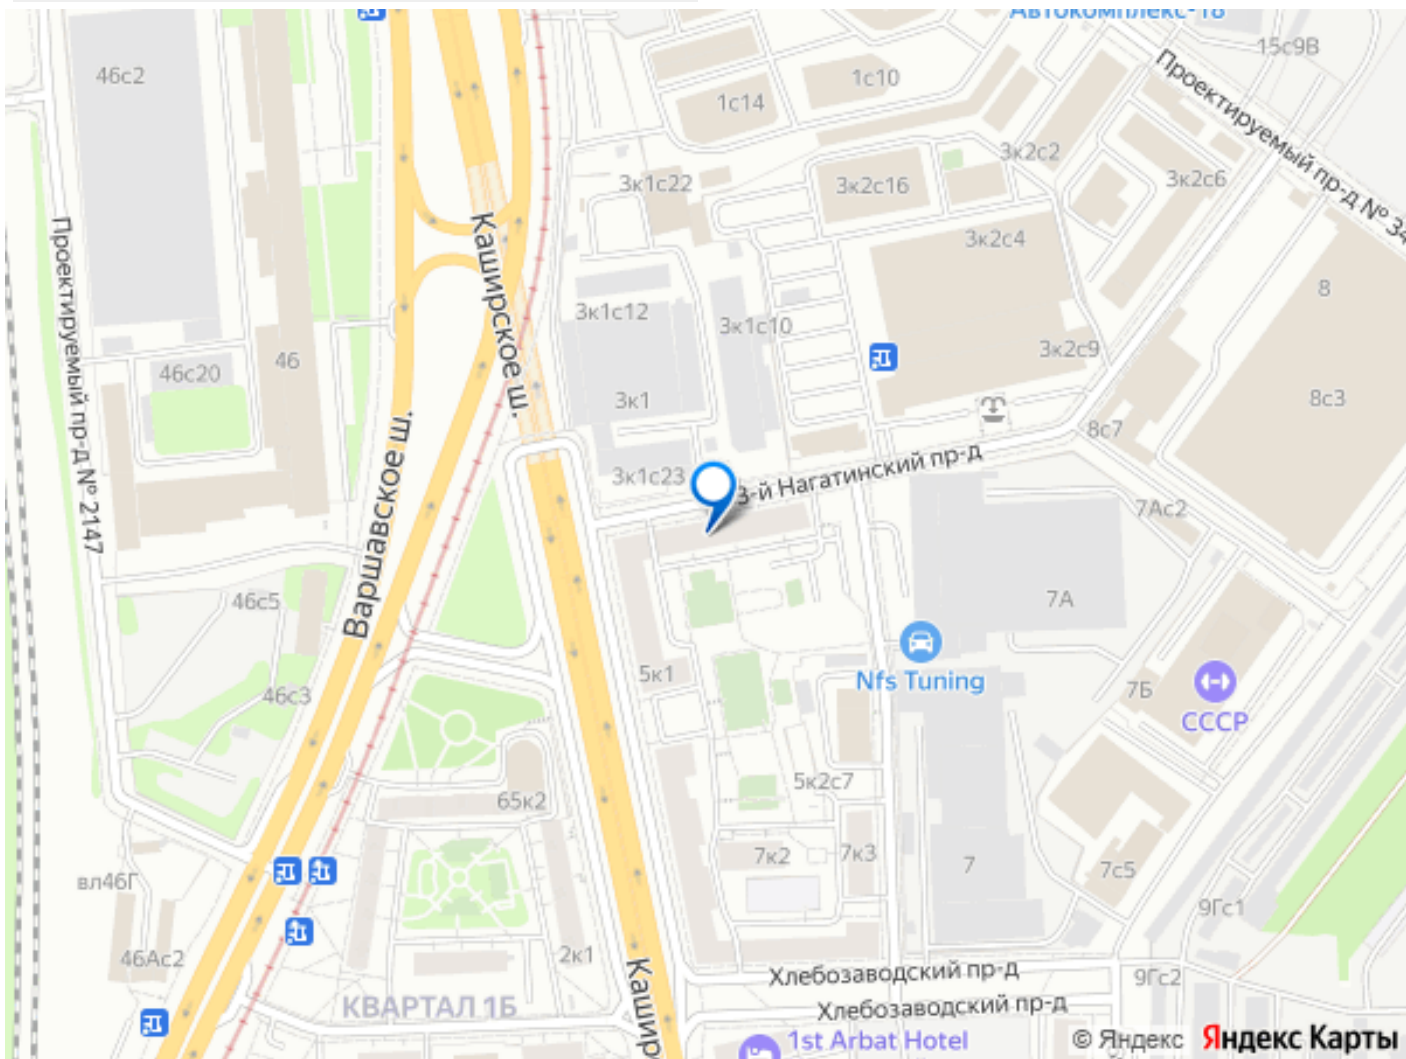 Автокомплекс-18
46с2
15с9В
1с10
1с14
Проектируемый пр-д № 34
3к2с2
3к1с22
3к2с16
3к2с6
Проектируемый пр-д № 2147
Каширское ш.
3к2с4
8
3к1с12
3к1с10
46
46с20
3к2с9
3к1
8с3
Варшавское ш.
8с7
3-й Нагатинский пр-д
3к1с23
7Ас2
46с5
7А
5к1
Nfs Tuning
46с3
7Б
СССР
65к2
5к2с7
7к2
7к3
7
7с5
вл46Г
9Гс1
46Ас2
2к1
Кашир
Хлебозаводский пр-д
9Гс2
КВАРТАЛ 1Б
Хлебозаводский пр-д
1st Arbat Hotel
© Яндекс Яндекс Карты